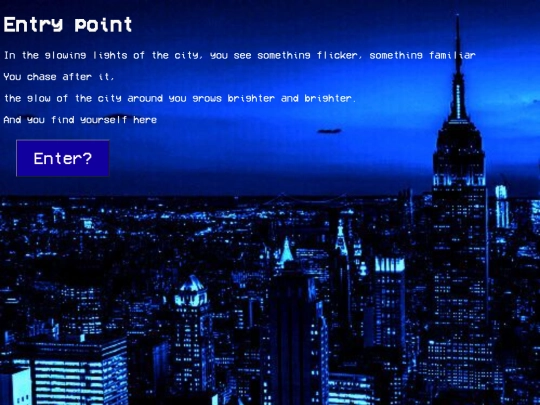 Entry point
In the glowing lights of the city, you see something flicker, something familiar
You chase after it,
the glow of the city around you grows brighter and brighter.
And you find yourself here
Enter?